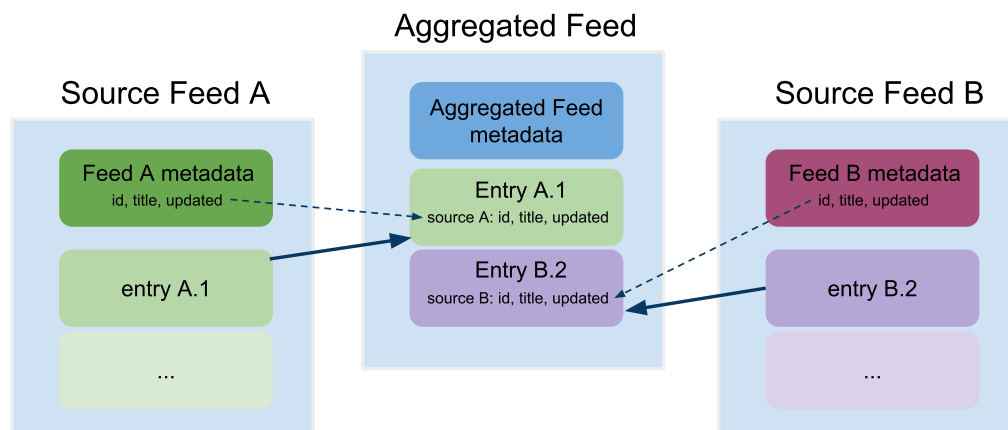 Aggregated Feed
Source Feed A
Source Feed B
Feed A metadata
id, title, updated
entry A.1
...
Aggregated Feed
metadata
Entry A.1
source A: id, title, updated
Entry B.2
source B: id, title, updated
Feed B metadata
id, title, updated
entry B.2
...